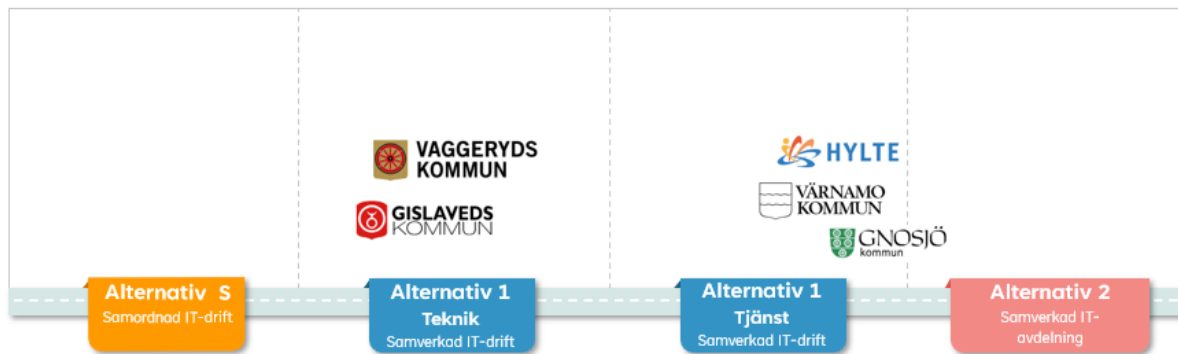 VAGGERYDS
KOMMUN
GISLAVEDS
KOMMUN
HYLTE
VÄRNAMO
KOMMUN
GNOSJÖ
kommun
Alternativ S
Samordnad IT-drift
Alternativ 1
Teknik
Samverkad IT-drift
Alternativ 1
Tjänst
Samverkad IT-drift
Alternativ 2
Samverkad IT-
avdelning